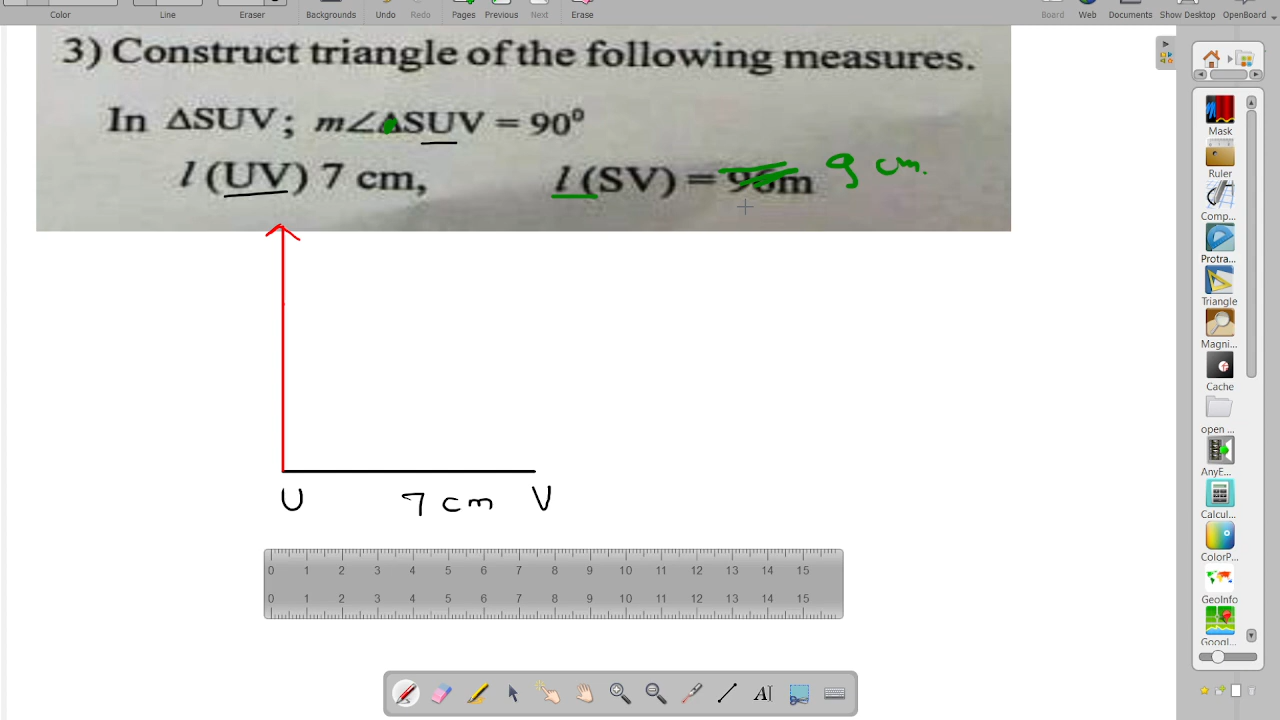 Color Line Eraser Backgrounds Undo Redo Pages Previous Next Erase Board Web Documents Show Desktop OpenBoard
3) Construct triangle of the following measures.
In ΔSUV; m∠ΔSUV = 90⁰
l (UV) 7 cm, l (SV) = 96m 9 cm.
U 7 cm V
0 1 2 3 4 5 6 7 8 9 10 11 12 13 14 15
0 1 2 3 4 5 6 7 8 9 10 11 12 13 14 15
Mask
Ruler
Comp...
Protra...
Triangle
Magni...
Cache
open ...
AnyE...
Calcul...
ColorP...
GeoInfo
Googl...